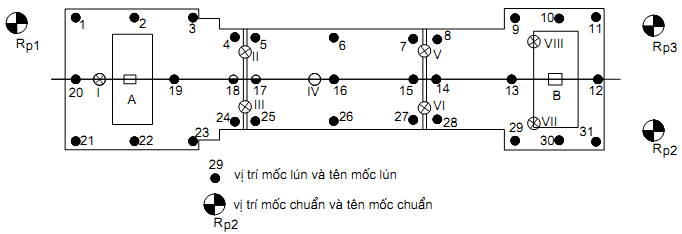 1 2 3 9 10 11
Rp1 Rp3
4 5 6 7 8
II V VIII
20 I A 19 18 17 IV 16 15 14 13 B 12
III VI VII
24 25 26 27 28 29
21 22 23 30 31
Rp2
29
vị trí mốc lún và tên mốc lún
vị trí mốc chuẩn và tên mốc chuẩn
Rp2